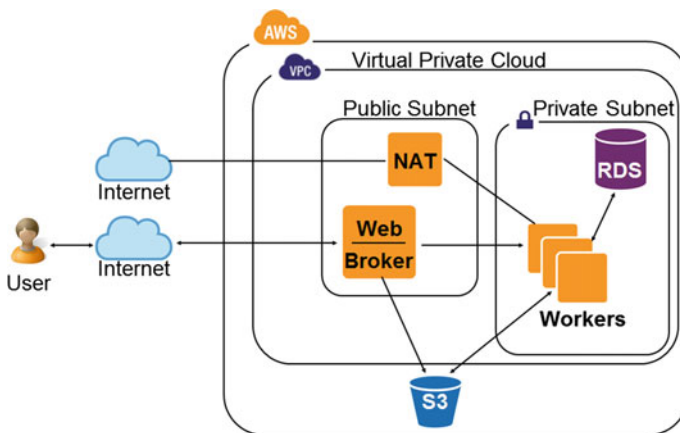 AWS
VPC
Virtual Private Cloud
Public Subnet
Private Subnet
NAT
RDS
Internet
Web
Broker
User
Internet
Workers
S3